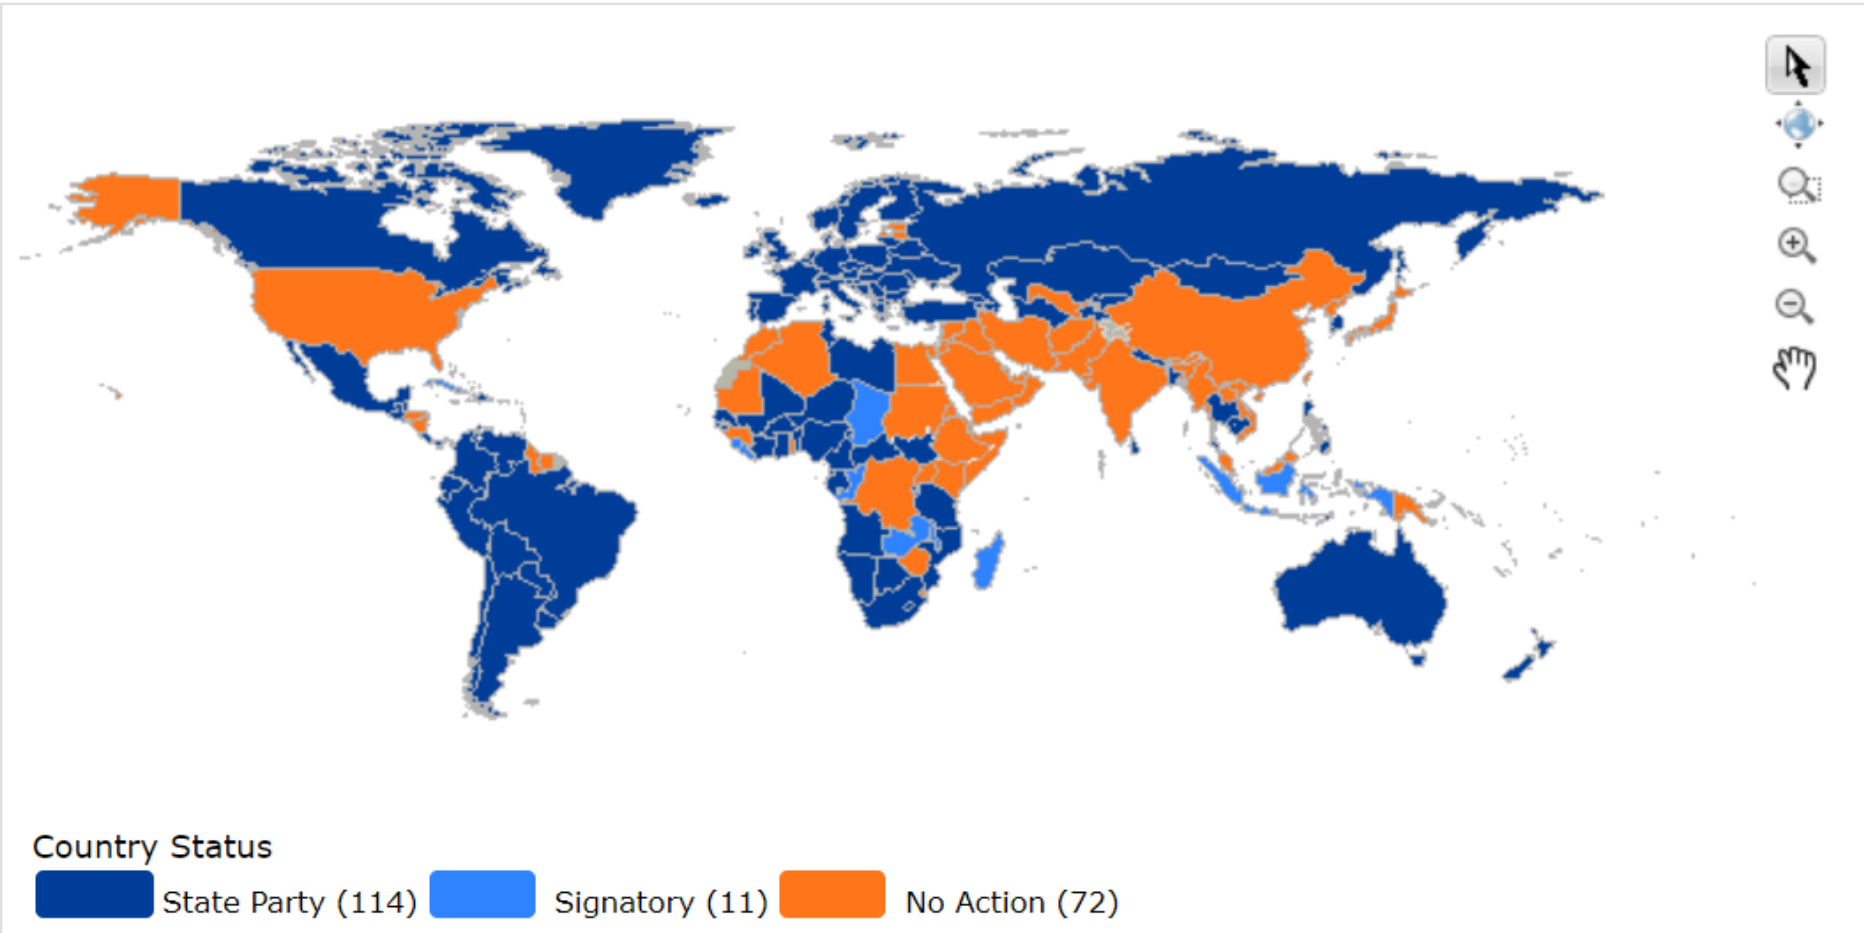 Country Status
State Party (114) Signatory (11) No Action (72)